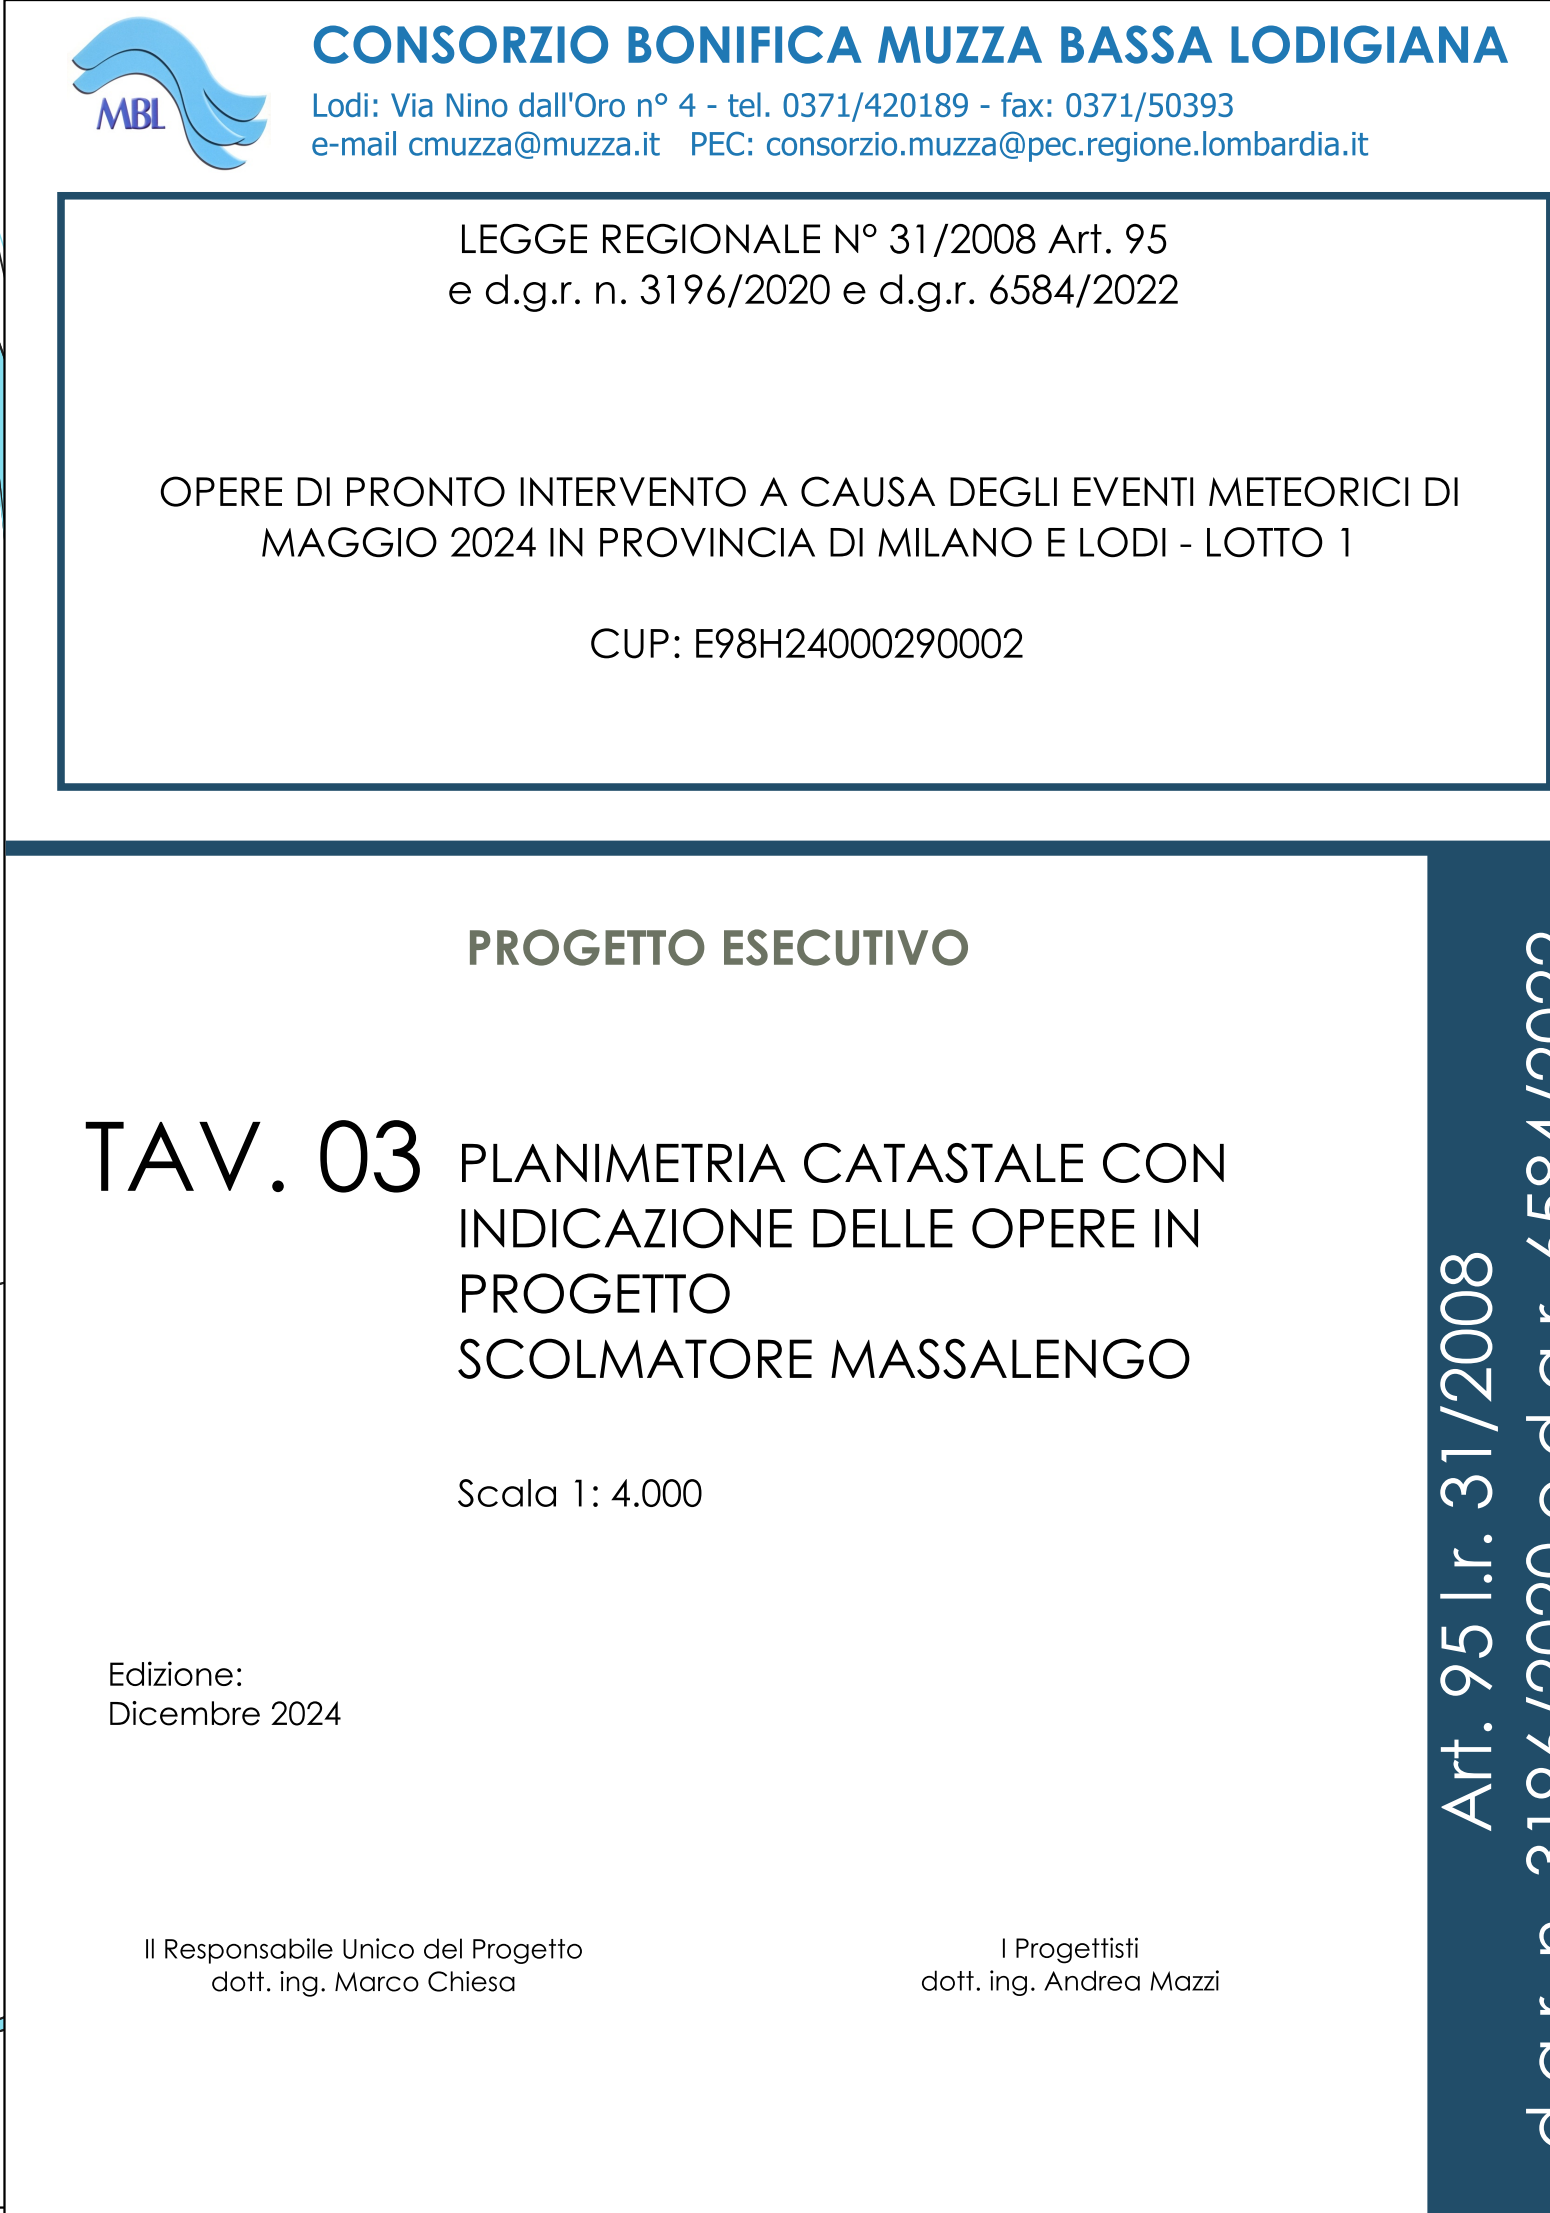 CONSORZIO BONIFICA MUZZA BASSA LODIGIANA
MBL
Lodi: Via Nino dall'Oro n° 4 - tel. 0371/420189 - fax: 0371/50393
e-mail cmuzza@muzza.it PEC: consorzio.muzza@pec.regione.lombardia.it
LEGGE REGIONALE N° 31/2008 Art. 95
e d.g.r. n. 3196/2020 e d.g.r. 6584/2022
OPERE DI PRONTO INTERVENTO A CAUSA DEGLI EVENTI METEORICI DI
MAGGIO 2024 IN PROVINCIA DI MILANO E LODI - LOTTO 1
CUP: E98H24000290002
PROGETTO ESECUTIVO
TAV. 03
PLANIMETRIA CATASTALE CON
INDICAZIONE DELLE OPERE IN
PROGETTO
SCOLMATORE MASSALENGO
Scala 1: 4.000
Edizione:
Dicembre 2024
Il Responsabile Unico del Progetto
dott. ing. Marco Chiesa
I Progettisti
dott. ing. Andrea Mazzi
Art. 95 l.r. 31/2008
d.g.r. n. 3196/2020 e d.g.r. 6584/2022